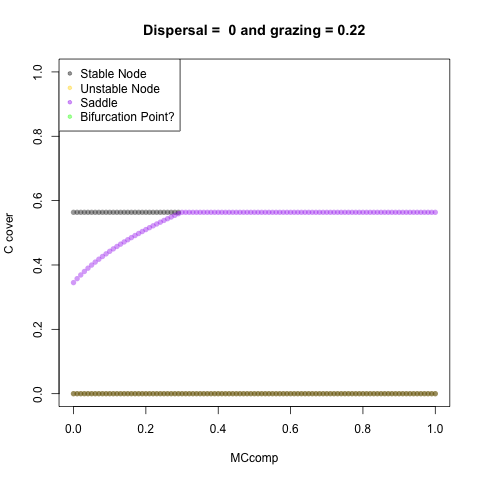 Dispersal =  0 and grazing = 0.22
Stable Node
Unstable Node
Saddle
Bifurcation Point?
1.0
0.8
0.6
0.4
0.2
0.0
C cover
0.0 0.2 0.4 0.6 0.8 1.0
MCcomp